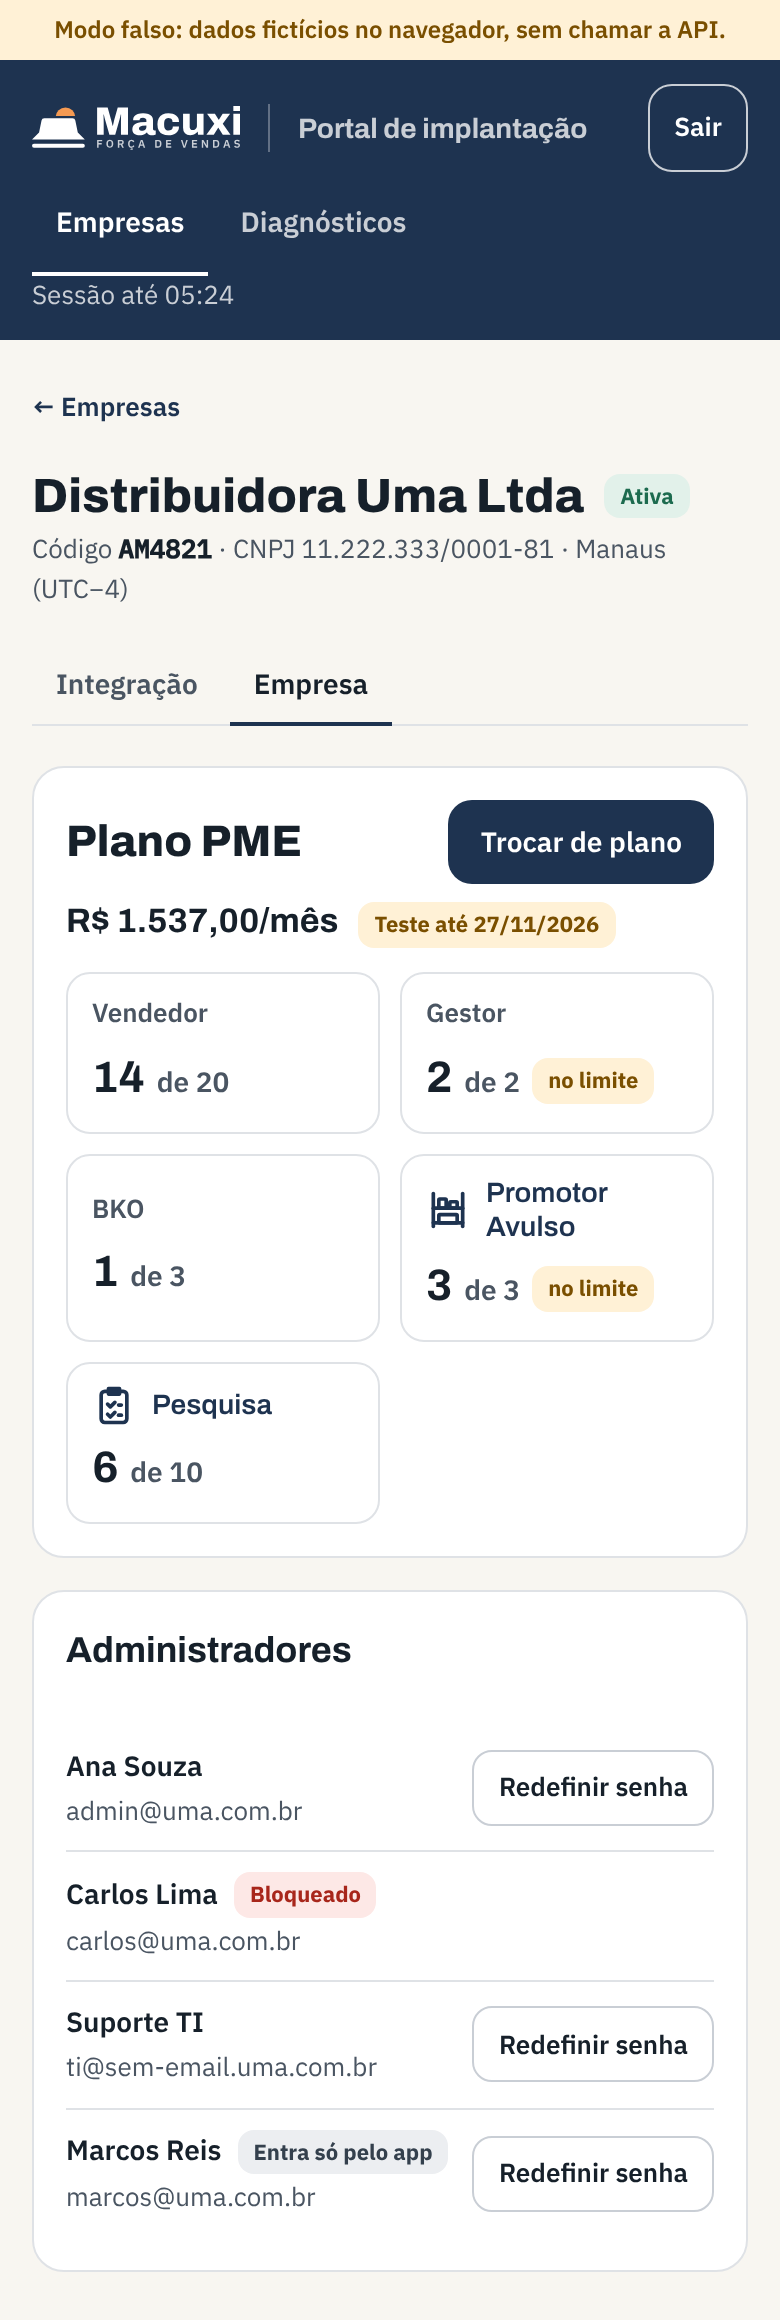 Modo falso: dados fictícios no navegador, sem chamar a API.
Macuxi
FORÇA DE VENDAS
Portal de implantação
Sair
Empresas
Diagnósticos
Sessão até 05:24
← Empresas
Distribuidora Uma Ltda
Ativa
Código AM4821 · CNPJ 11.222.333/0001-81 · Manaus
(UTC−4)
Integração
Empresa
Plano PME
Trocar de plano
R$ 1.537,00/mês
Teste até 27/11/2026
Vendedor
14 de 20
Gestor
2 de 2 no limite
BKO
1 de 3
Promotor
Avulso
3 de 3 no limite
Pesquisa
6 de 10
Administradores
Ana Souza
admin@uma.com.br
Redefinir senha
Carlos Lima Bloqueado
carlos@uma.com.br
Suporte TI
ti@sem-email.uma.com.br
Redefinir senha
Marcos Reis Entra só pelo app
marcos@uma.com.br
Redefinir senha